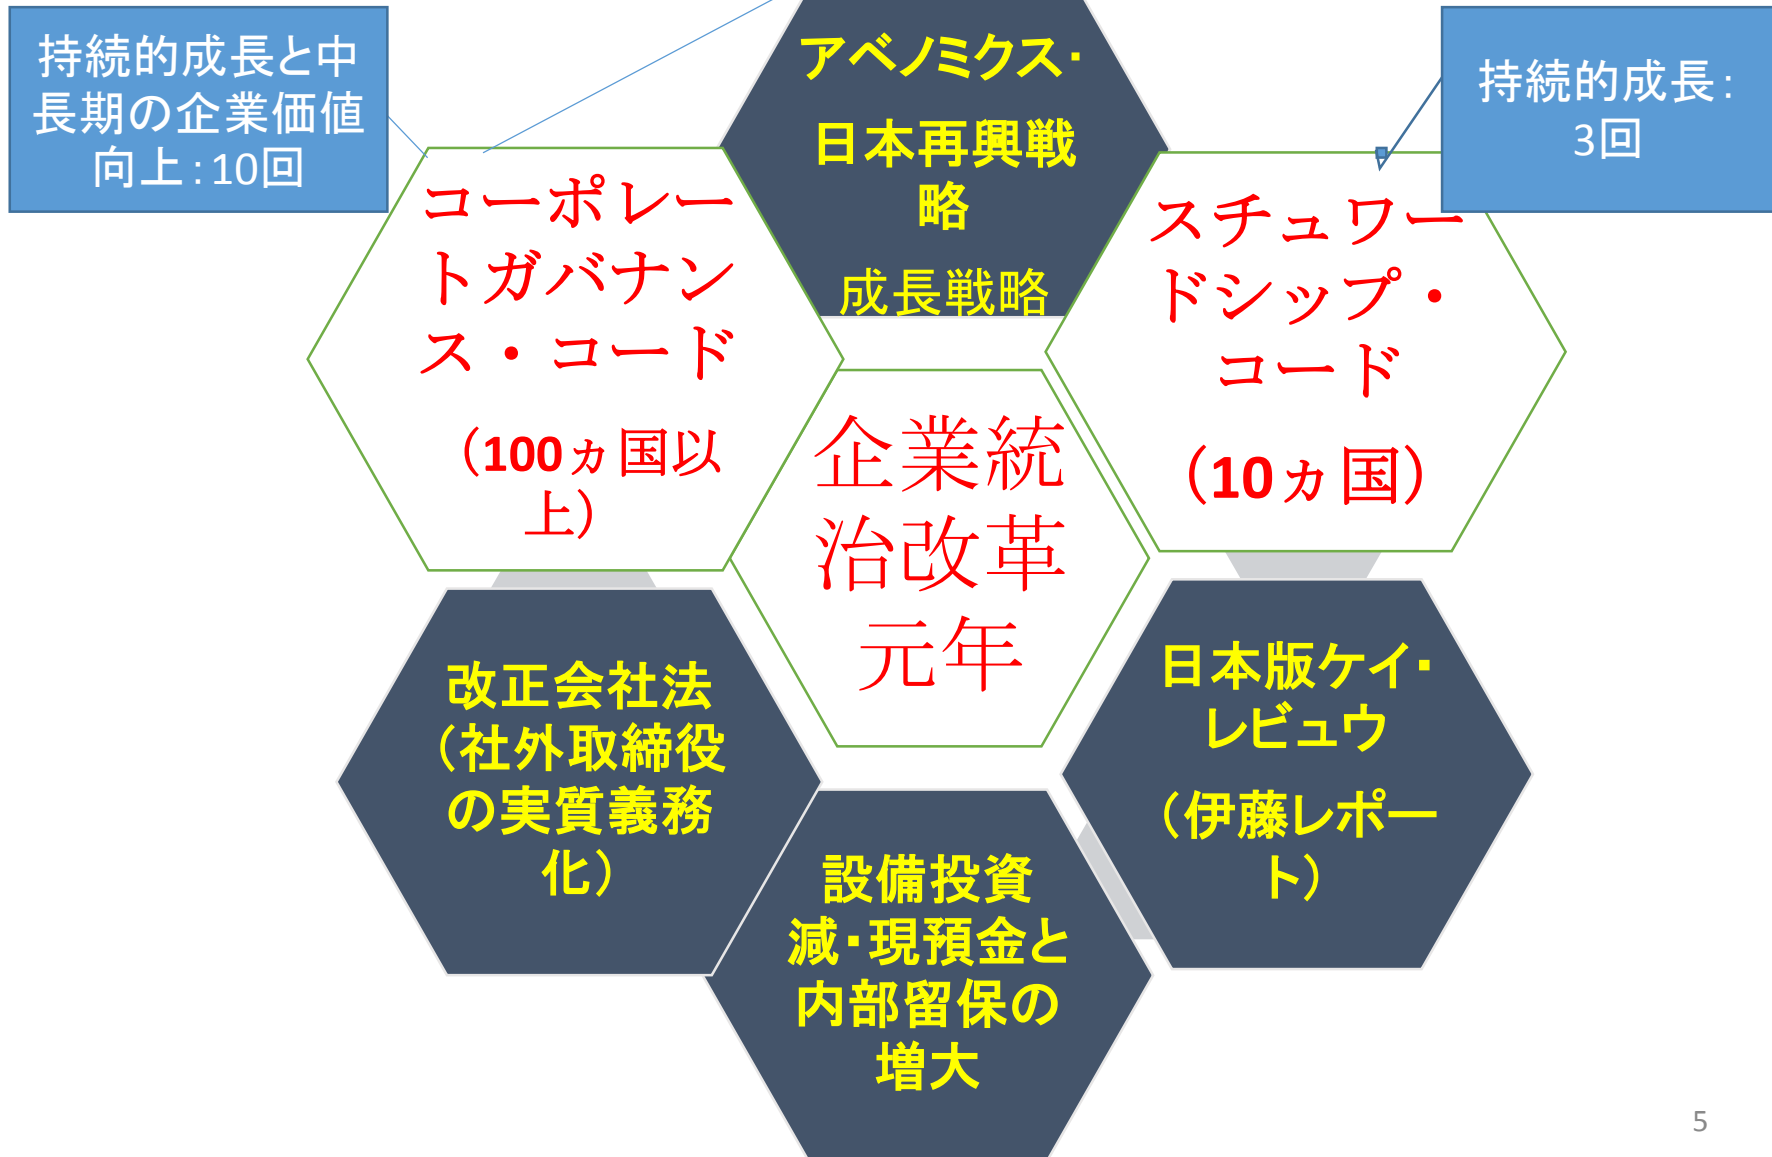 持続的成長と中
長期の企業価値
向上：10回
アベノミクス・
日本再興戦
略
成長戦略
持続的成長：
3回
コーポレー
トガバナン
ス・コード
（100ヵ国以
上）
スチュワー
ドシップ・
コード
（10ヵ国）
企業統
治改革
元年
改正会社法
（社外取締役
の実質義務
化）
日本版ケイ・
レビュウ
（伊藤レポー
ト）
設備投資
減・現預金と
内部留保の
増大
5